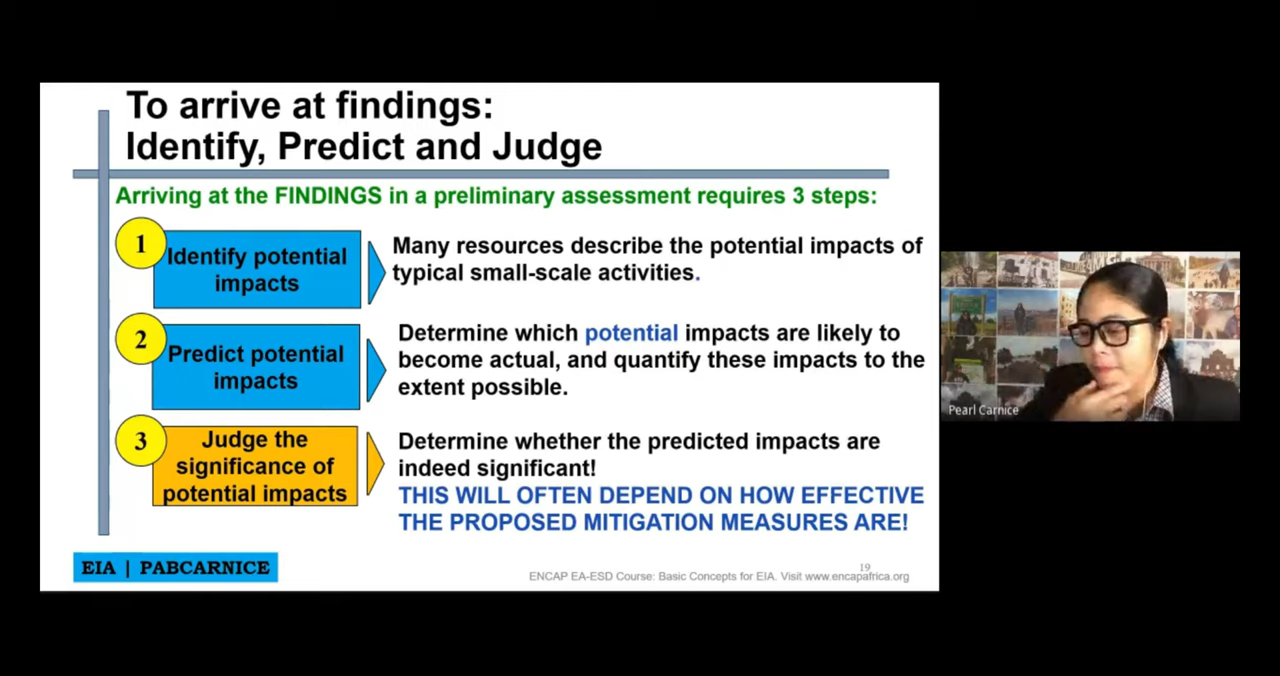 To arrive at findings:
Identify, Predict and Judge
Arriving at the FINDINGS in a preliminary assessment requires 3 steps:
1
Identify potential
impacts
Many resources describe the potential impacts of
typical small-scale activities.
2
Predict potential
impacts
Determine which potential impacts are likely to
become actual, and quantify these impacts to the
extent possible.
3
Judge the
significance of
potential impacts
Determine whether the predicted impacts are
indeed significant!
THIS WILL OFTEN DEPEND ON HOW EFFECTIVE
THE PROPOSED MITIGATION MEASURES ARE!
EIA | PABCARNICE
19
ENCAP EA-ESD Course: Basic Concepts for EIA. Visit www.encapafrica.org
Pearl Carnice